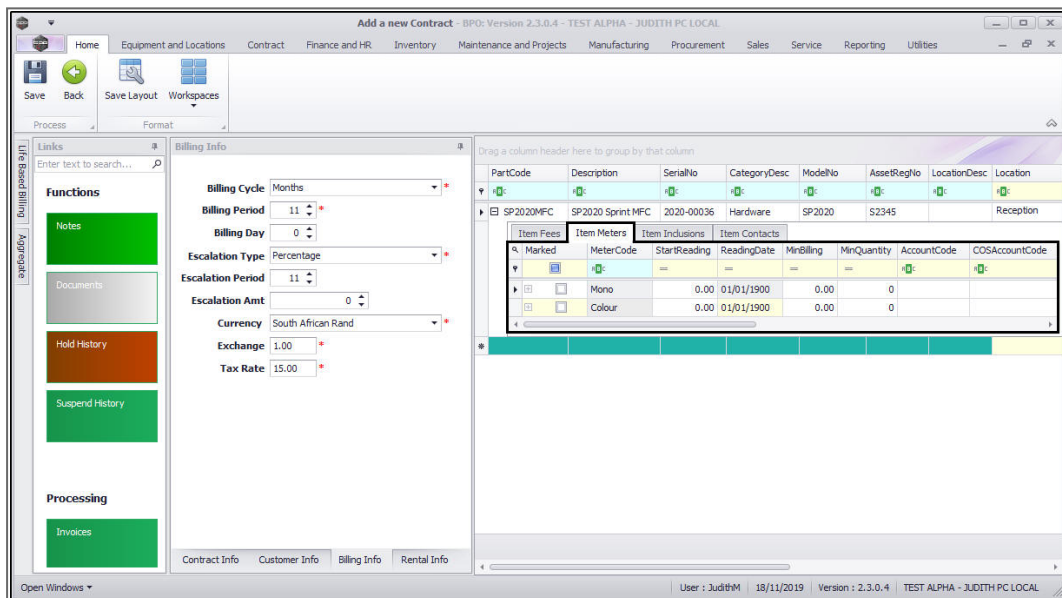 Add a new Contract - BPO: Version 2.3.0.4 - TEST ALPHA - JUDITH PC LOCAL
Home Equipment and Locations Contract Finance and HR Inventory Maintenance and Projects Manufacturing Procurement Sales Service Reporting Utilities
Save Back Save Layout Workspaces
Process Format
Life Based Billing
Aggregate
Links
Enter text to search...
Functions
Notes
Documents
Hold History
Suspend History
Processing
Invoices
Billing Info
Billing Cycle Months *
Billing Period 11 *
Billing Day 0
Escalation Type Percentage *
Escalation Period 11
Escalation Amt 0
Currency South African Rand *
Exchange 1.00 *
Tax Rate 15.00 *
Contract Info Customer Info Billing Info Rental Info
Drag a column header here to group by that column
PartCode Description SerialNo CategoryDesc ModelNo AssetRegNo LocationDesc Location
SP2020MFC SP2020 Sprint MFC 2020-00036 Hardware SP2020 S2345 Reception
Item Fees Item Meters Item Inclusions Item Contacts
Marked MeterCode StartReading ReadingDate MinBilling MinQuantity AccountCode COSAccountCode
Mono 0.00 01/01/1900 0.00 0
Colour 0.00 01/01/1900 0.00 0
Open Windows User : JudithM 18/11/2019 Version : 2.3.0.4 TEST ALPHA - JUDITH PC LOCAL